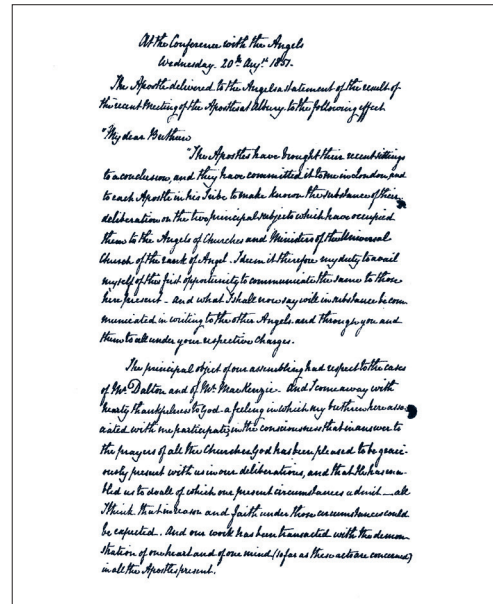 At the Conference with the Angels
Wednesday. 20th Augst. 1851.
The Apostle delivered to the Angels a statement of the result of
the recent Meeting of the Apostles at Albury to the following effect.
"My dear Brethren
"The Apostles have brought their recent sittings
to a conclusion, and they have committed it to me in London, and
to each Apostle in his Tribe to make known the substance of their
deliberation on the two principal subjects which have occupied
them to the Angels of Churches and Ministers of the Universal
Church of the rank of Angel. I deem it therefore my duty to avail
myself of this first opportunity to communicate the same to those
here present – And what I shall now say will in substance be com
municated in writing to the other Angels and through you and
them to all under your respective charges.
The principal object of our assembling had respect to the cases
of Mr. Dalton and of Mr. MacKenzie – And I come away with
hearty thankfulness to God – a feeling in which my brethren here asso
ciated with me participate, in the consciousness that in answer to
the prayers of all the Churches God has been pleased to be graci-
ously present with us in our deliberations, and that He has ena-
bled us to do all of which our present circumstances admit – all
I think that in reason and faith under those circumstances could
be expected. And our work has been transacted with the demon
stration of one heart and of one mind (so far as these acts are concerned)
in all the Apostles present.